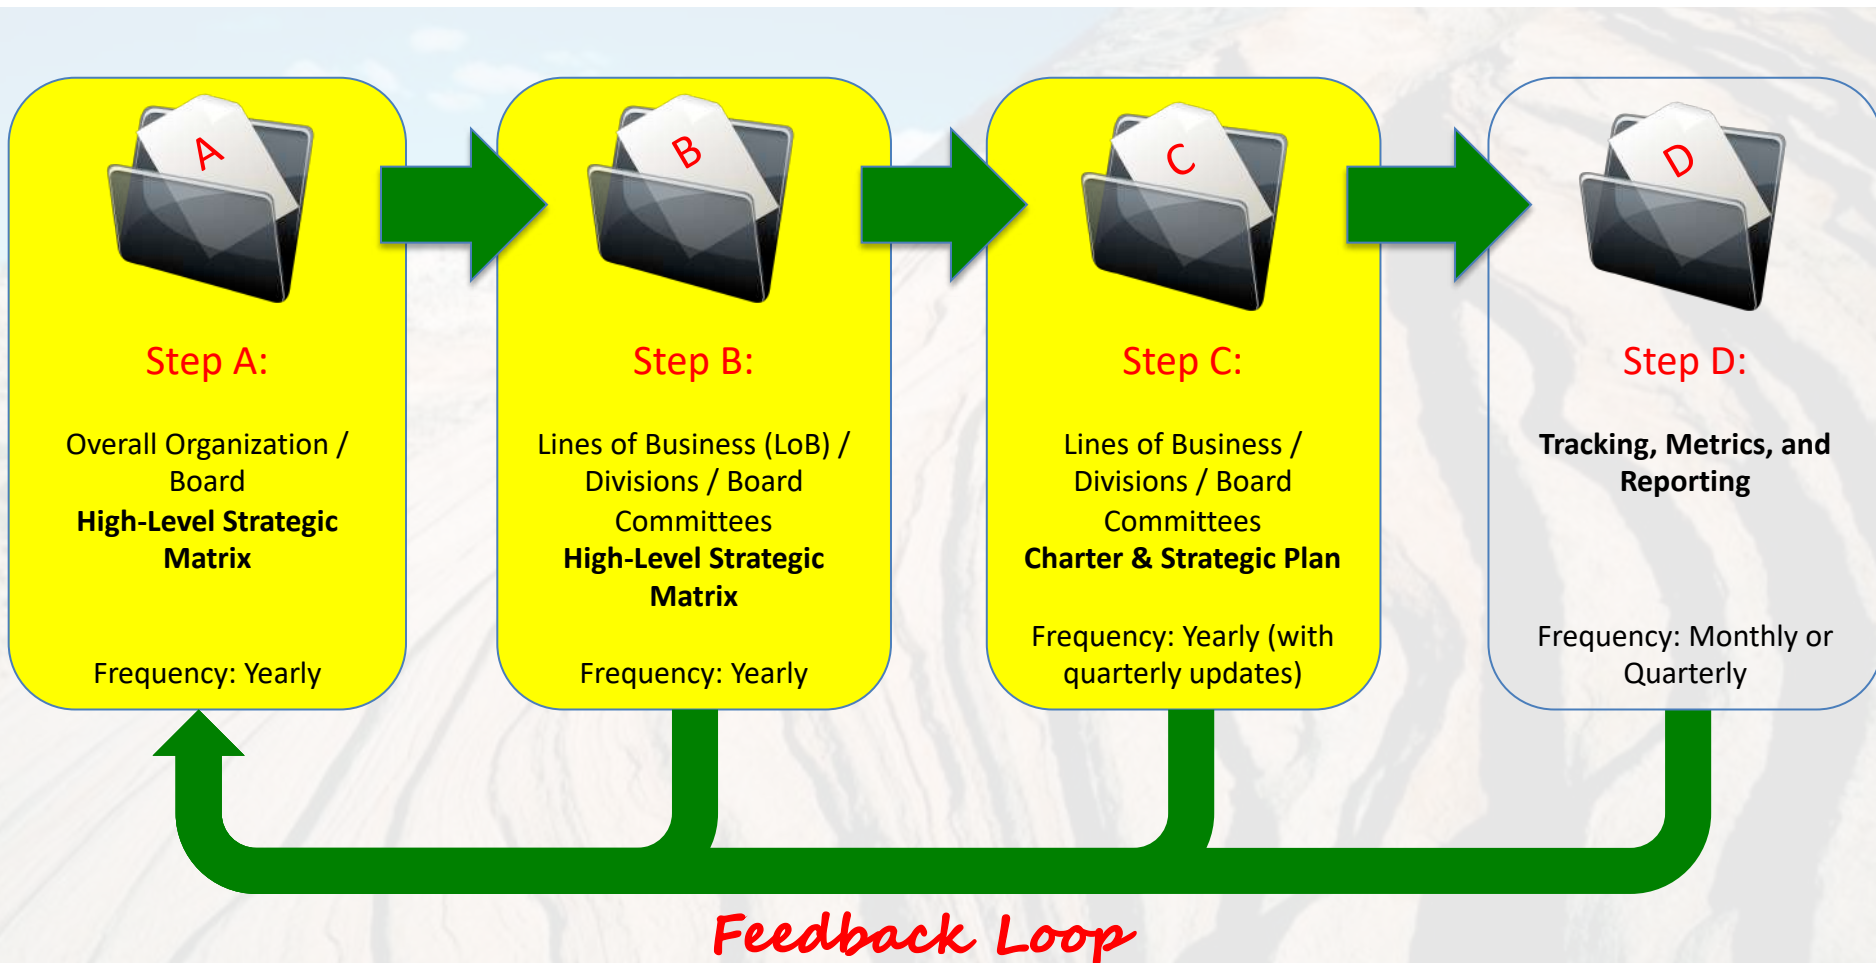 A
Step A:
Overall Organization /
Board
High-Level Strategic
Matrix
Frequency: Yearly
B
Step B:
Lines of Business (LoB) /
Divisions / Board
Committees
High-Level Strategic
Matrix
Frequency: Yearly
C
Step C:
Lines of Business /
Divisions / Board
Committees
Charter & Strategic Plan
Frequency: Yearly (with
quarterly updates)
D
Step D:
Tracking, Metrics, and
Reporting
Frequency: Monthly or
Quarterly
Feedback Loop